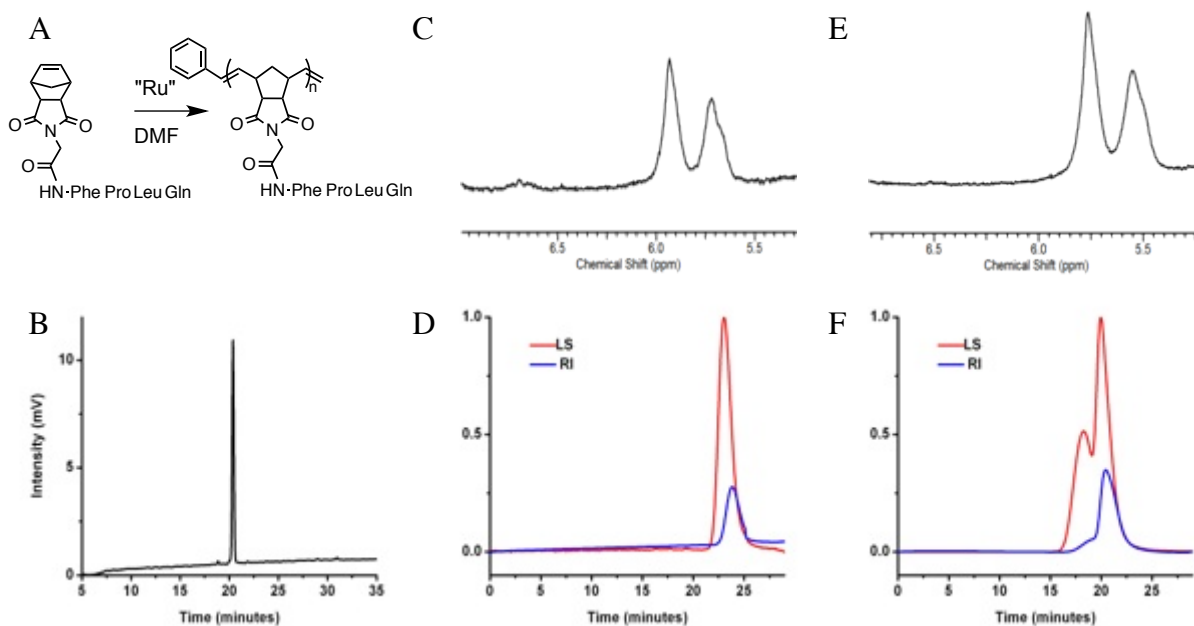 A
"Ru"
DMF
n
O
N
O
O
HN-Phe Pro Leu Gln
O
N
O
O
HN-Phe Pro Leu Gln
C
6.5
6.0
5.5
Chemical Shift (ppm)
E
6.5
6.0
5.5
Chemical Shift (ppm)
B
Intensity (mV)
10
5
0
5
10
15
20
25
30
35
Time (minutes)
D
1.0
0.5
0.0
LS
RI
0
5
10
15
20
25
Time (minutes)
F
1.0
0.5
0.0
LS
RI
0
5
10
15
20
25
Time (minutes)